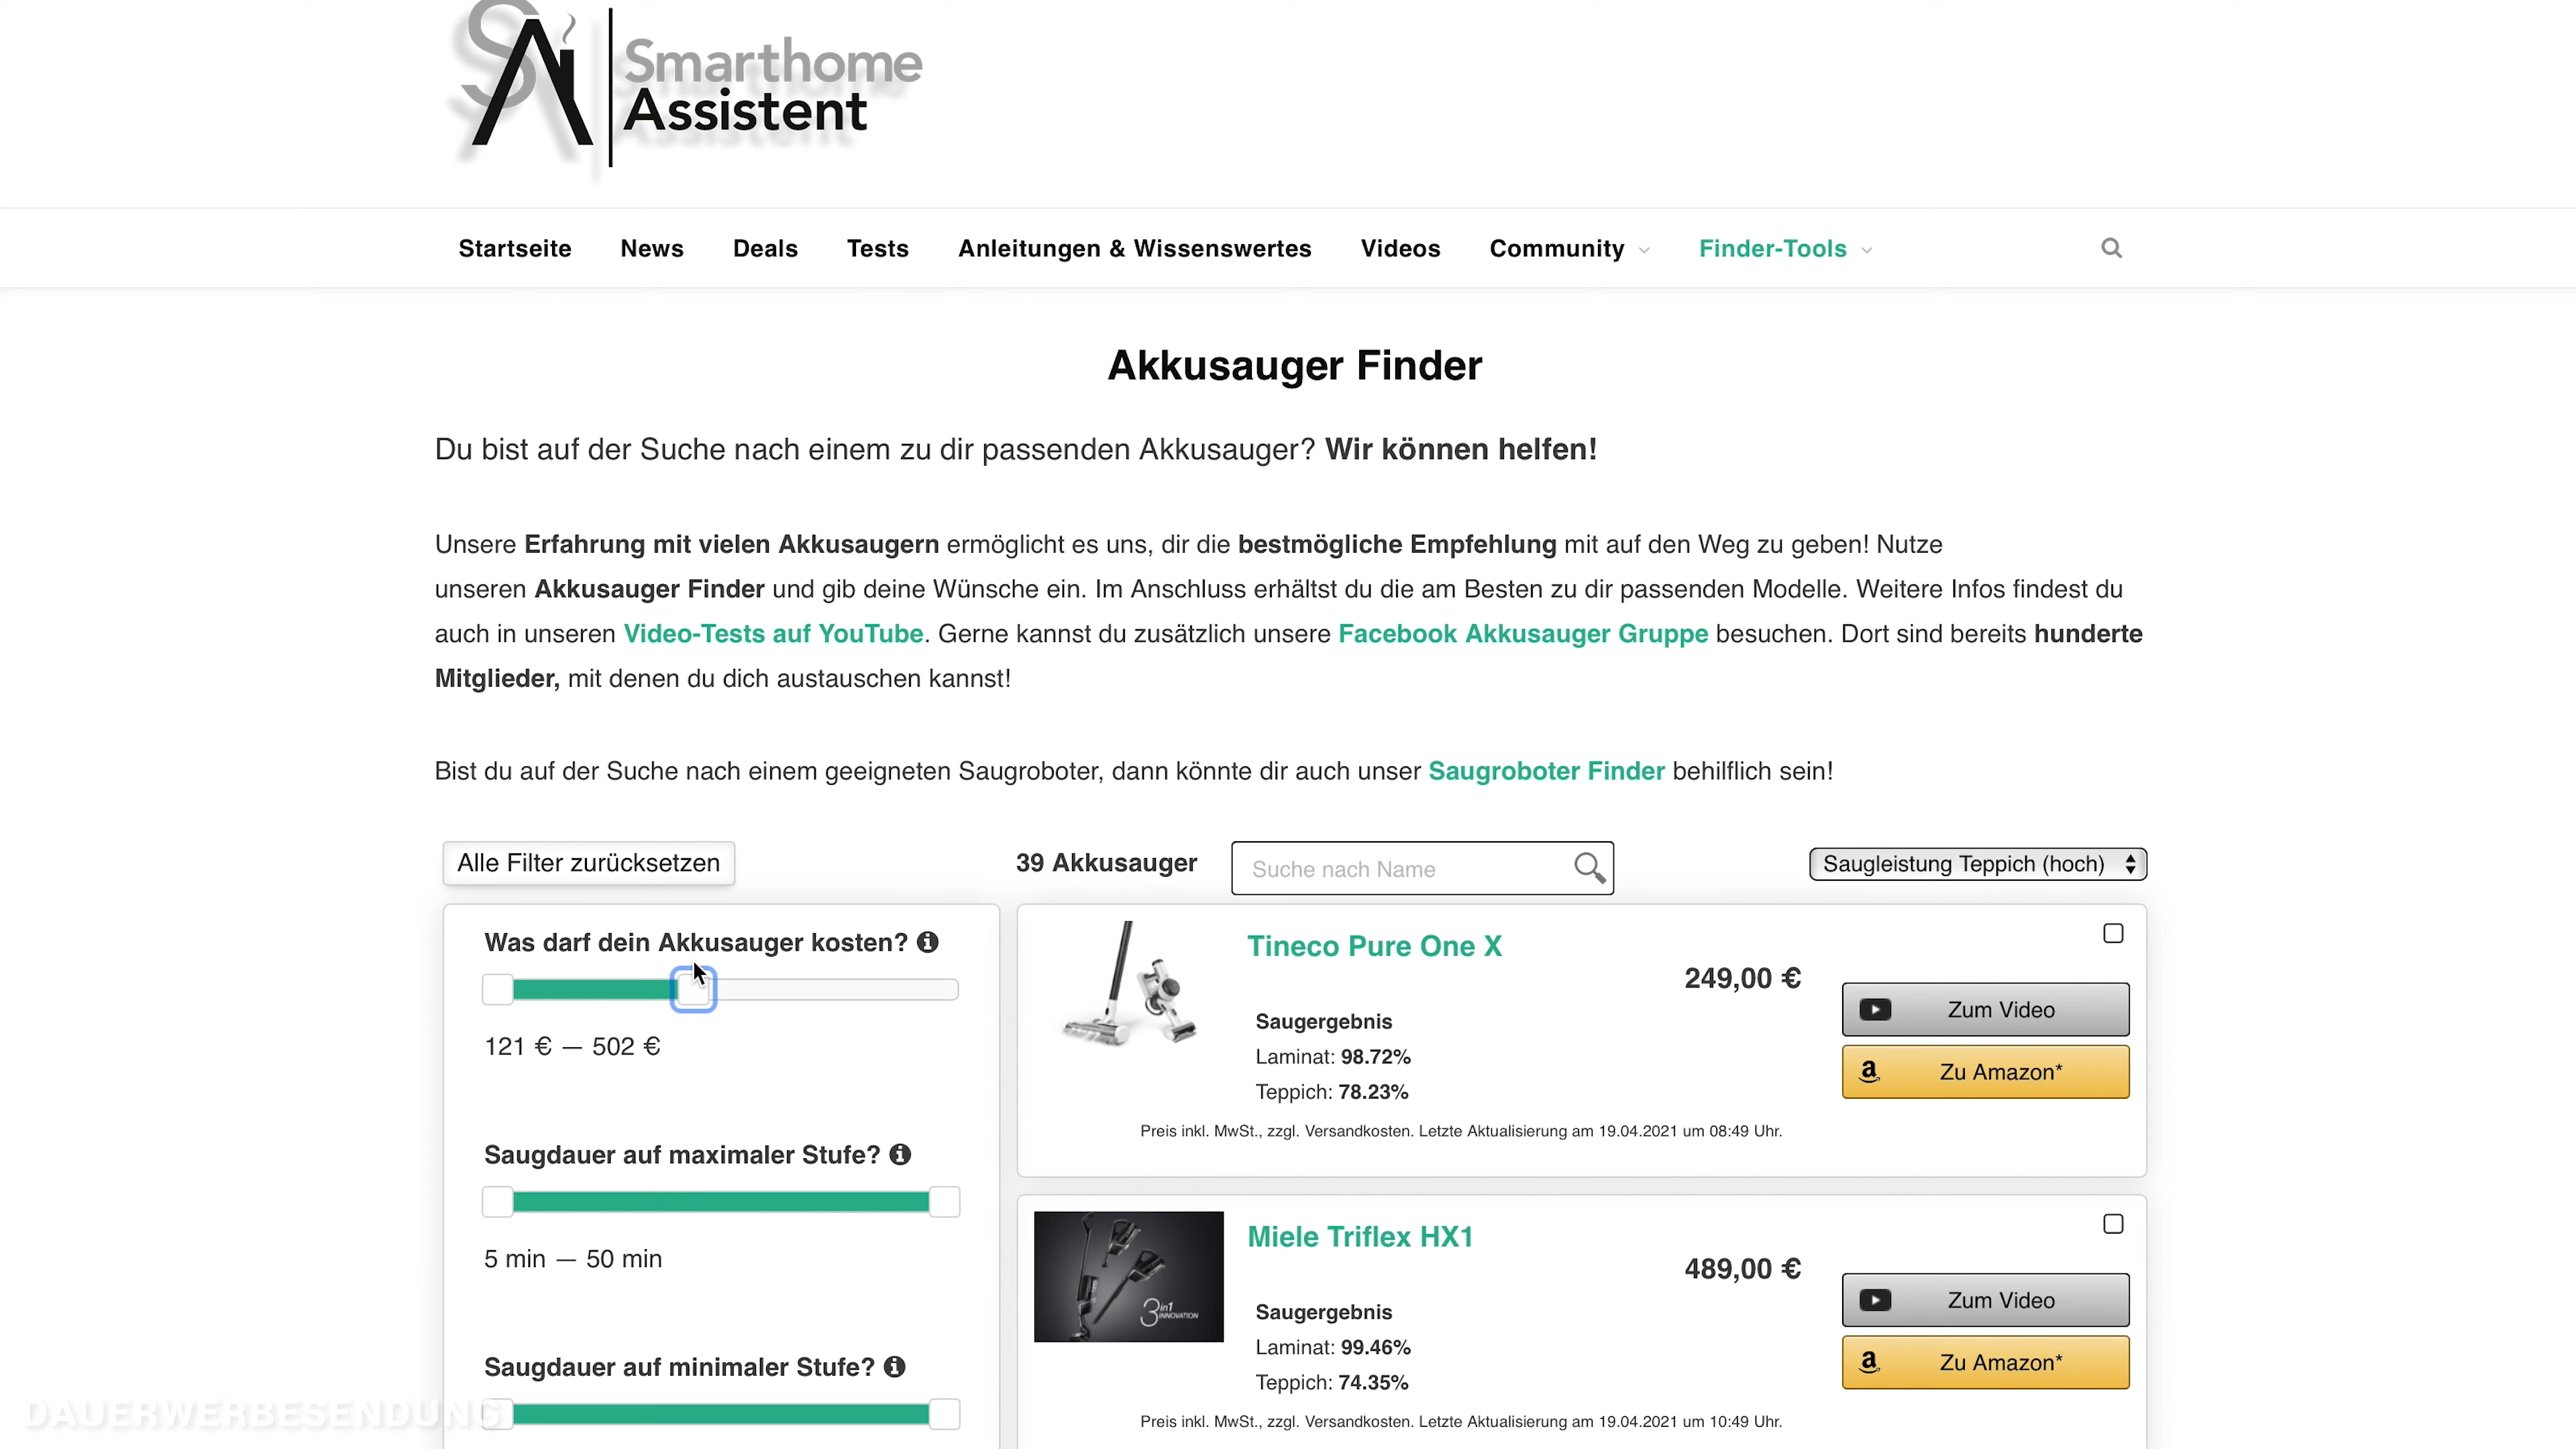 SA
Smarthome
Assistent
Startseite News Deals Tests Anleitungen & Wissenswertes Videos Community Finder-Tools
Akkusauger Finder
Du bist auf der Suche nach einem zu dir passenden Akkusauger? Wir können helfen!
Unsere Erfahrung mit vielen Akkusaugern ermöglicht es uns, dir die bestmögliche Empfehlung mit auf den Weg zu geben! Nutze
unseren Akkusauger Finder und gib deine Wünsche ein. Im Anschluss erhältst du die am Besten zu dir passenden Modelle. Weitere Infos findest du
auch in unseren Video-Tests auf YouTube. Gerne kannst du zusätzlich unsere Facebook Akkusauger Gruppe besuchen. Dort sind bereits hunderte
Mitglieder, mit denen du dich austauschen kannst!
Bist du auf der Suche nach einem geeigneten Saugroboter, dann könnte dir auch unser Saugroboter Finder behilflich sein!
Alle Filter zurücksetzen
39 Akkusauger
Suche nach Name
Saugleistung Teppich (hoch)
Was darf dein Akkusauger kosten?
121 € — 502 €
Saugdauer auf maximaler Stufe?
5 min — 50 min
Saugdauer auf minimaler Stufe?
Tineco Pure One X
249,00 €
Saugergebnis
Laminat: 98.72%
Teppich: 78.23%
Zum Video
Zu Amazon*
Preis inkl. MwSt., zzgl. Versandkosten. Letzte Aktualisierung am 19.04.2021 um 08:49 Uhr.
3in1
INNOVATION
Miele Triflex HX1
489,00 €
Saugergebnis
Laminat: 99.46%
Teppich: 74.35%
Zum Video
Zu Amazon*
Preis inkl. MwSt., zzgl. Versandkosten. Letzte Aktualisierung am 19.04.2021 um 10:49 Uhr.
DAUERWERBESENDUNG